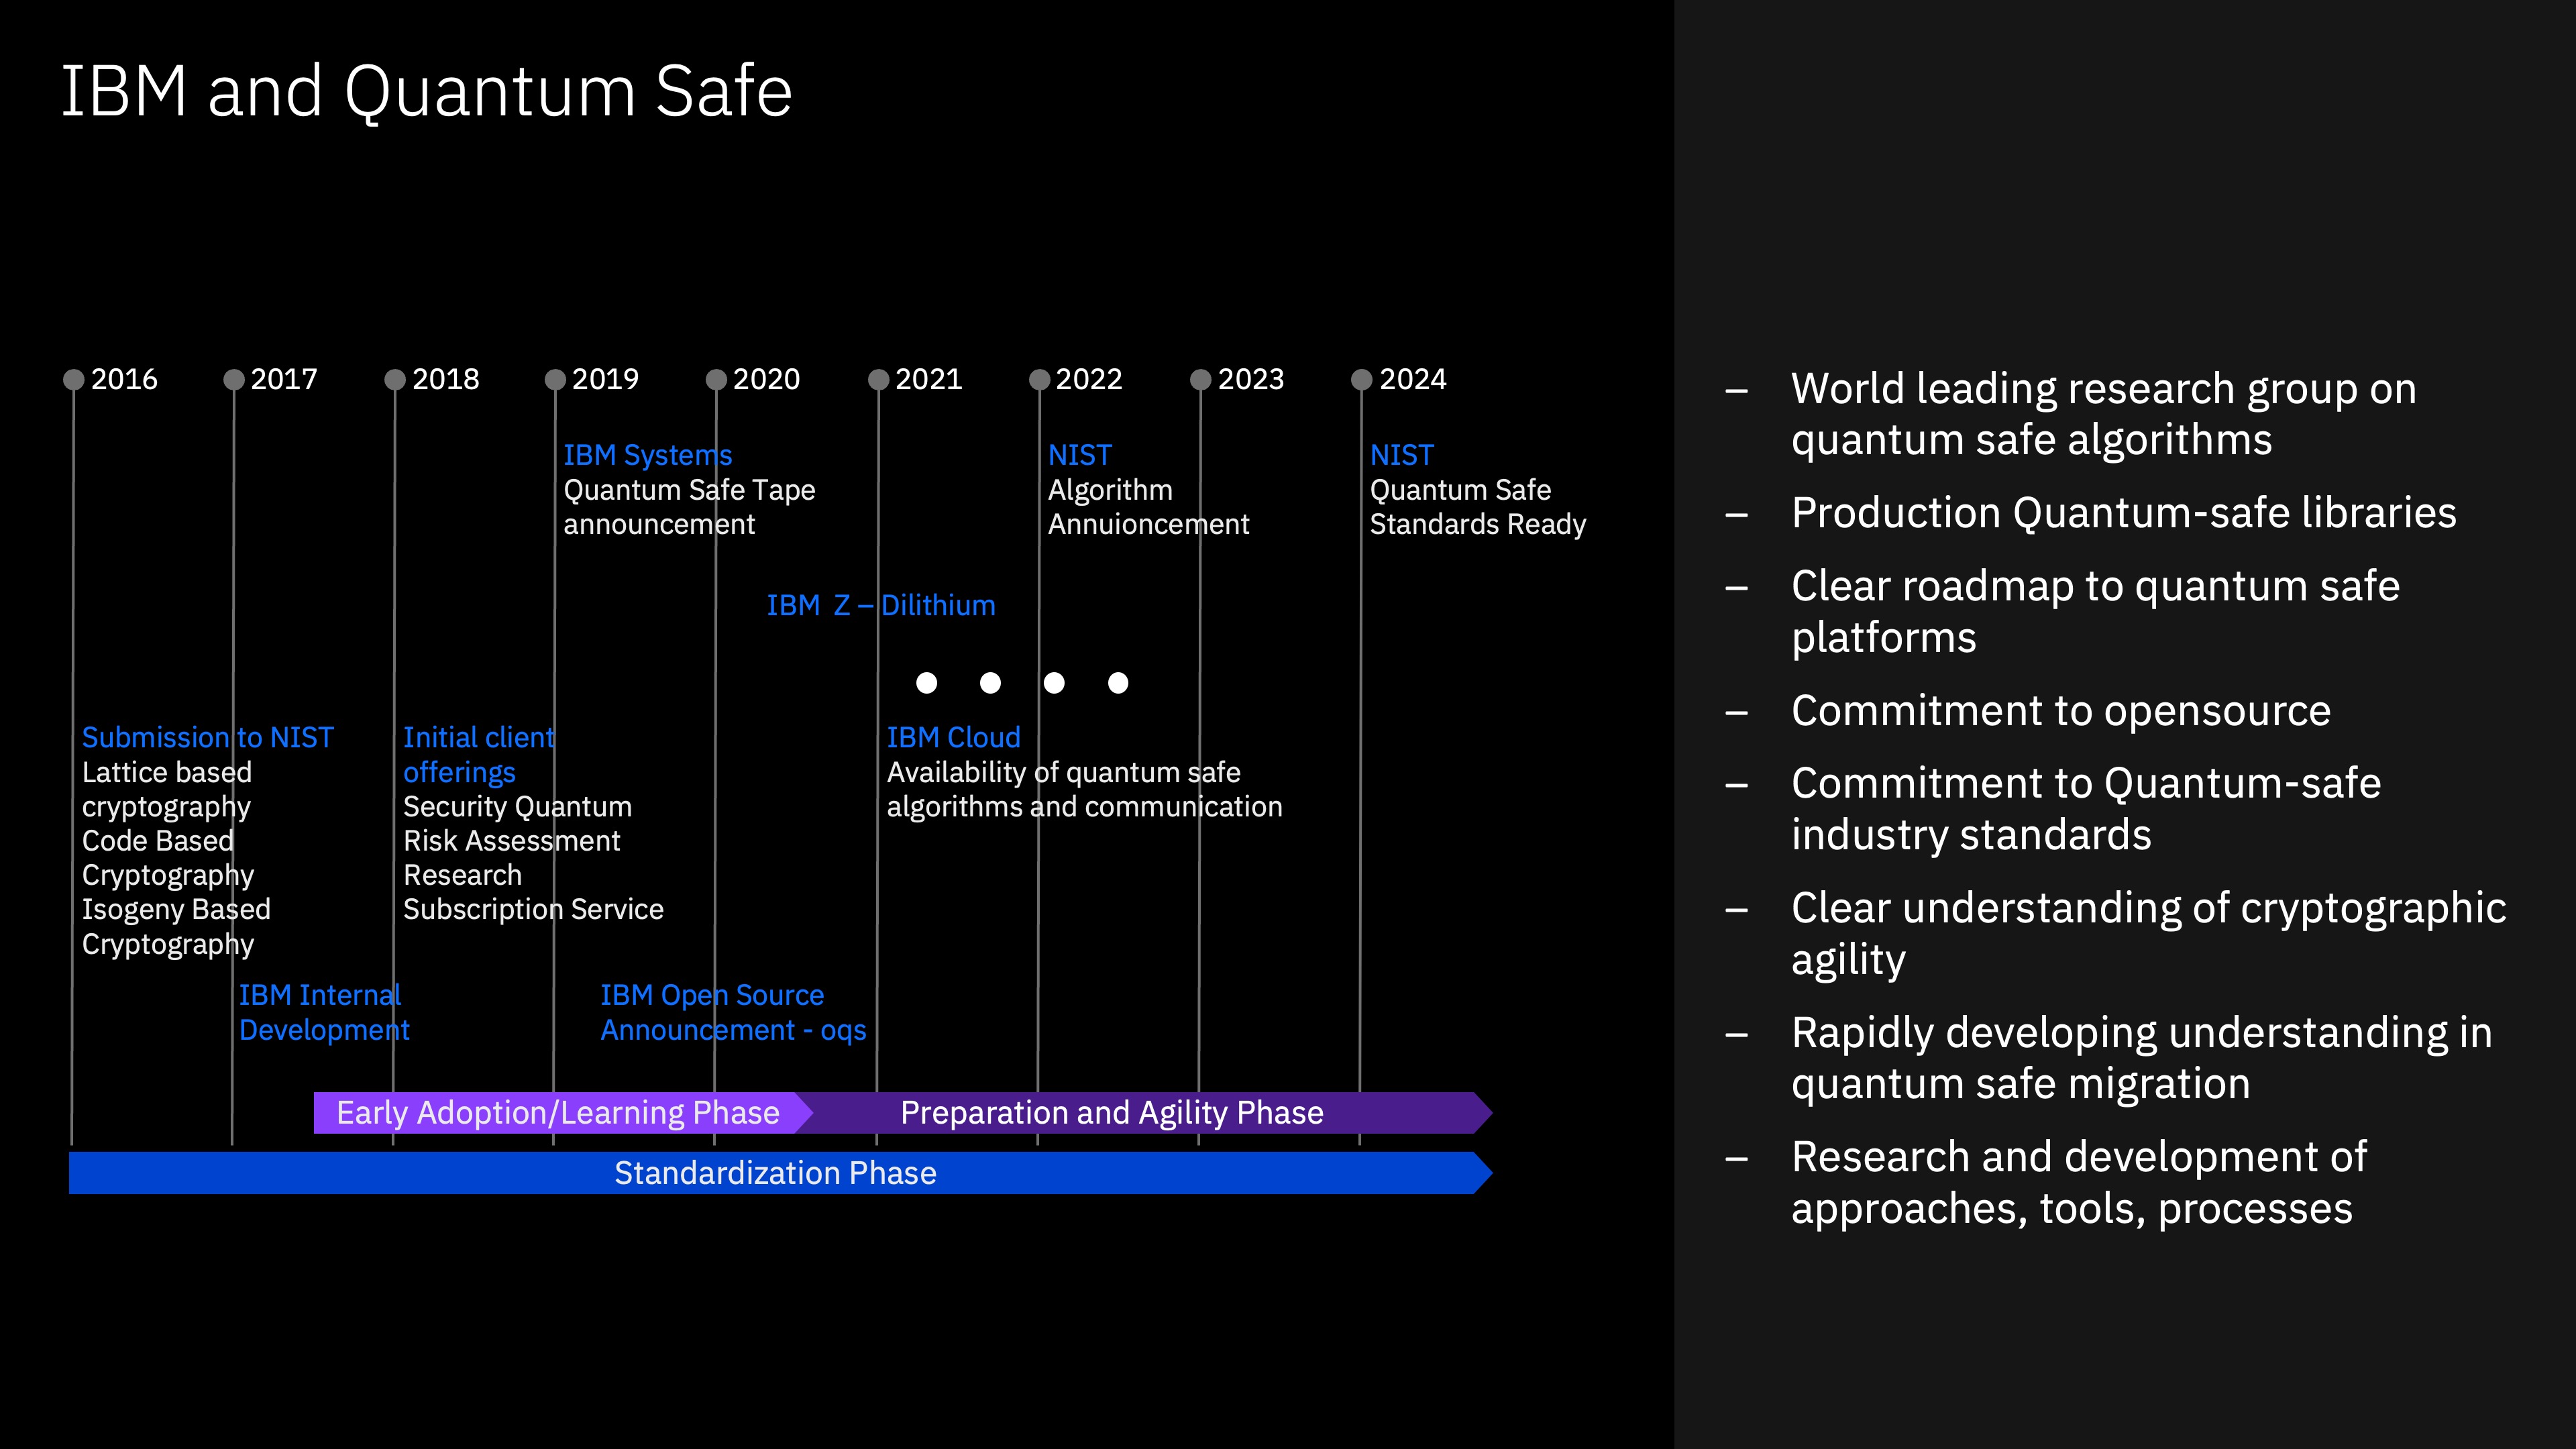 IBM and Quantum Safe
2016
2017
2018
2019
2020
2021
2022
2023
2024
IBM Systems
Quantum Safe Tape
announcement
NIST
Algorithm
Annuioncement
NIST
Quantum Safe
Standards Ready
IBM Z – Dilithium
Submission to NIST
Lattice based
cryptography
Code Based
Cryptography
Isogeny Based
Cryptography
Initial client
offerings
Security Quantum
Risk Assessment
Research
Subscription Service
IBM Cloud
Availability of quantum safe
algorithms and communication
IBM Internal
Development
IBM Open Source
Announcement - oqs
Early Adoption/Learning Phase
Preparation and Agility Phase
Standardization Phase
– World leading research group on
quantum safe algorithms
– Production Quantum-safe libraries
– Clear roadmap to quantum safe
platforms
– Commitment to opensource
– Commitment to Quantum-safe
industry standards
– Clear understanding of cryptographic
agility
– Rapidly developing understanding in
quantum safe migration
– Research and development of
approaches, tools, processes